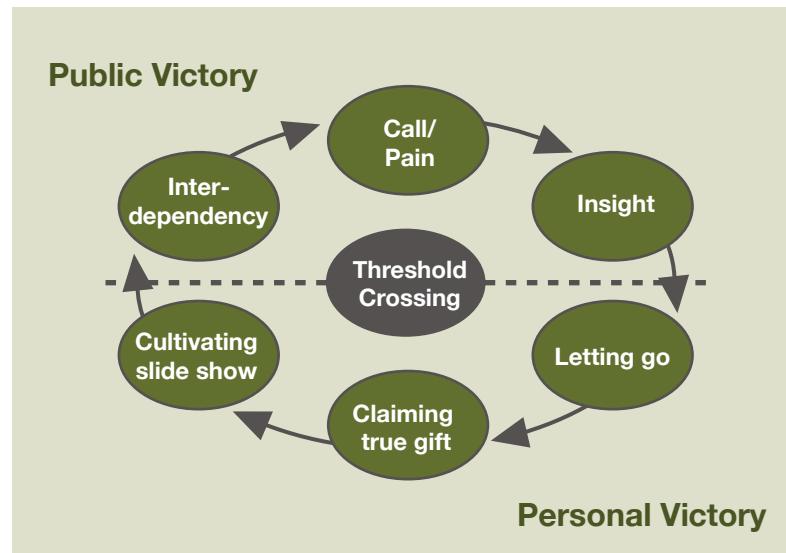 Public Victory
Call/
Pain
Inter-
dependency
Insight
Threshold
Crossing
Cultivating
slide show
Letting go
Claiming
true gift
Personal Victory